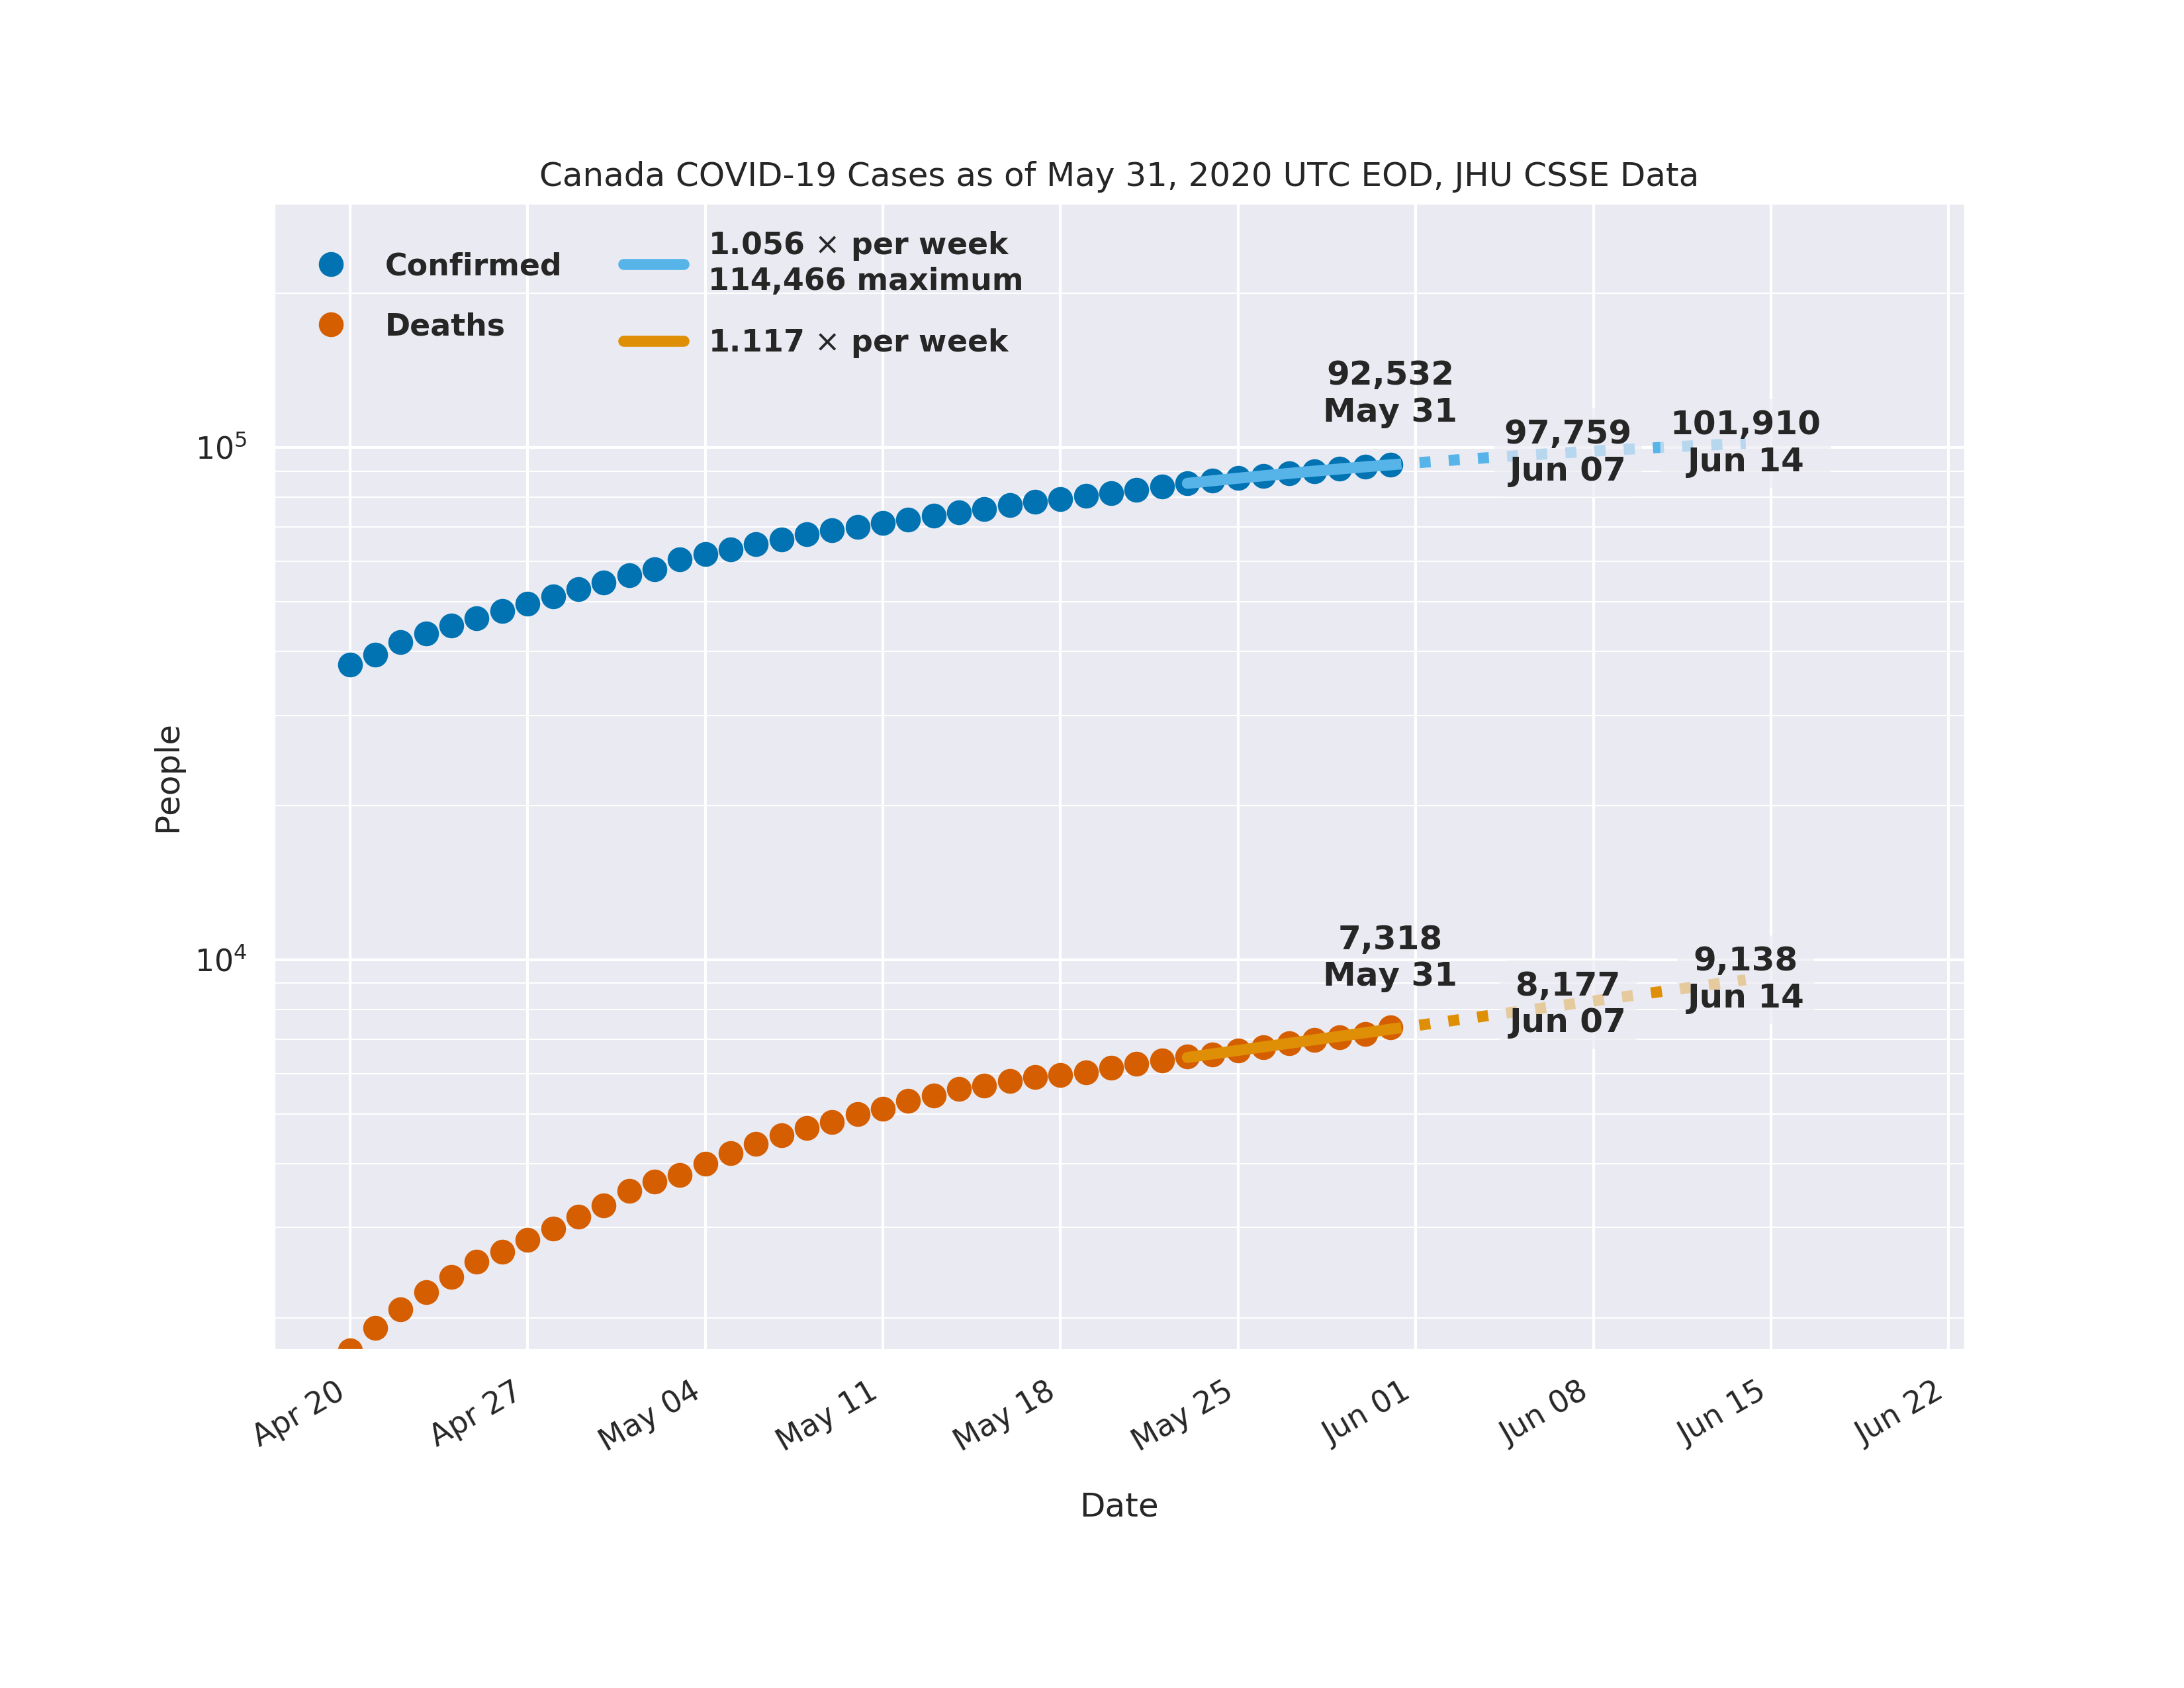 Canada COVID-19 Cases as of May 31, 2020 UTC EOD, JHU CSSE Data
Confirmed
Deaths
1.056 × per week
114,466 maximum
1.117 × per week
92,532
May 31
97,759
Jun 07
101,910
Jun 14
7,318
May 31
8,177
Jun 07
9,138
Jun 14
10⁵
10⁴
People
Apr 20
Apr 27
May 04
May 11
May 18
May 25
Jun 01
Jun 08
Jun 15
Jun 22
Date